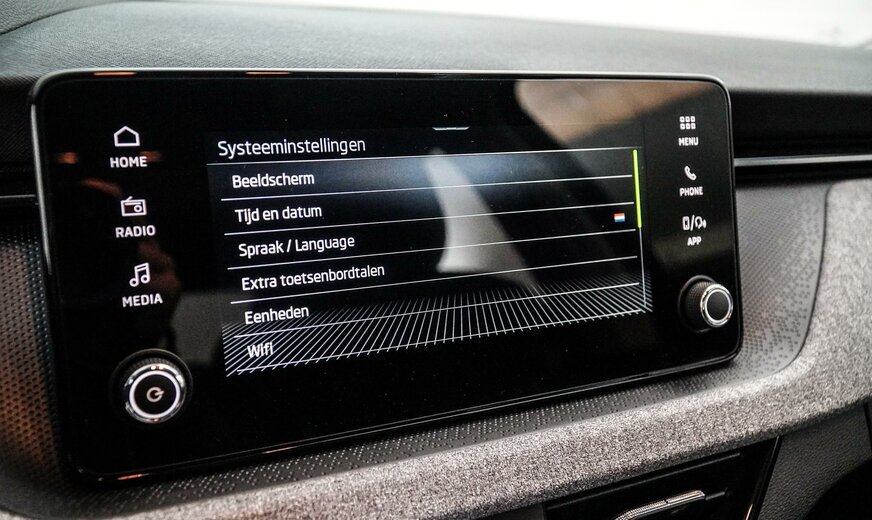 HOME
RADIO
MEDIA
Systeeminstellingen
Beeldscherm
Tijd en datum
Spraak / Language
Extra toetsenbordtalen
Eenheden
Wifi
MENU
PHONE
APP